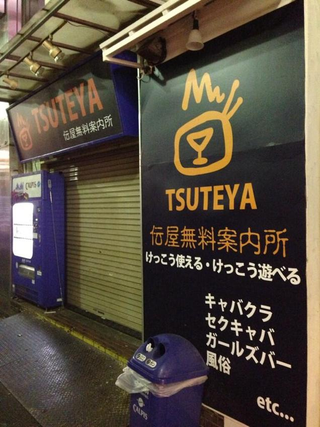 TSUTEYA
伝屋無料案内所
TSUTEYA
伝屋無料案内所
けっこう使える・けっこう遊べる
キャバクラ
セクキャバ
ガールズバー
風俗
etc...